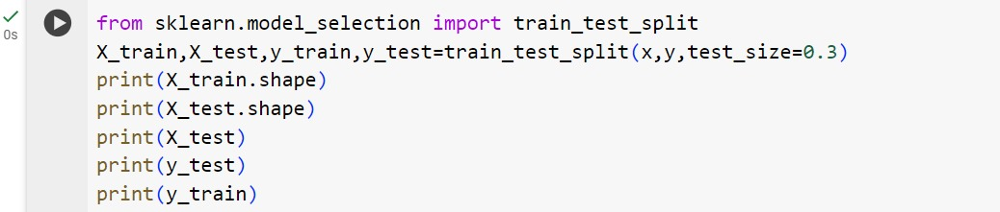 from sklearn.model_selection import train_test_split
X_train,X_test,y_train,y_test=train_test_split(x,y,test_size=0.3)
print(X_train.shape)
print(X_test.shape)
print(X_test)
print(y_test)
print(y_train)
0s